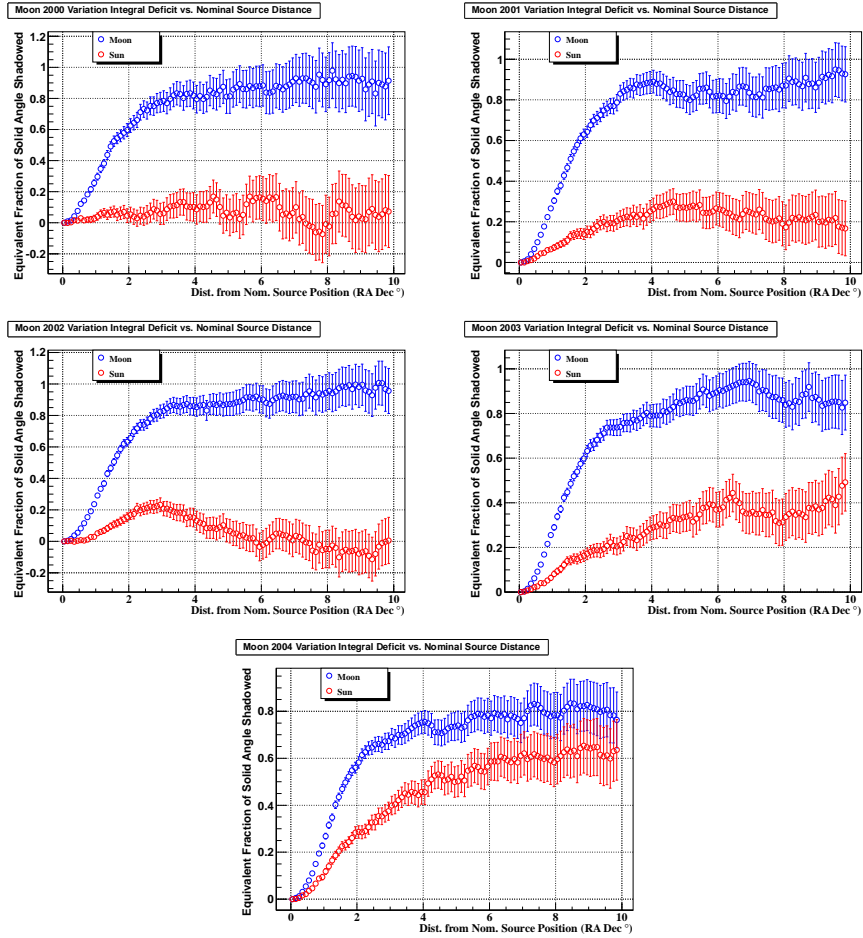 Moon 2000 Variation Integral Deficit vs. Nominal Source Distance
Equivalent Fraction of Solid Angle Shadowed
1.2
1
0.8
0.6
0.4
0.2
0
-0.2
Moon
Sun
0 2 4 6 8 10
Dist. from Nom. Source Position (RA Dec °)
Moon 2001 Variation Integral Deficit vs. Nominal Source Distance
Equivalent Fraction of Solid Angle Shadowed
1
0.8
0.6
0.4
0.2
0
Moon
Sun
0 2 4 6 8 10
Dist. from Nom. Source Position (RA Dec °)
Moon 2002 Variation Integral Deficit vs. Nominal Source Distance
Equivalent Fraction of Solid Angle Shadowed
1.2
1
0.8
0.6
0.4
0.2
0
-0.2
Moon
Sun
0 2 4 6 8 10
Dist. from Nom. Source Position (RA Dec °)
Moon 2003 Variation Integral Deficit vs. Nominal Source Distance
Equivalent Fraction of Solid Angle Shadowed
1
0.8
0.6
0.4
0.2
0
Moon
Sun
0 2 4 6 8 10
Dist. from Nom. Source Position (RA Dec °)
Moon 2004 Variation Integral Deficit vs. Nominal Source Distance
Equivalent Fraction of Solid Angle Shadowed
0.8
0.6
0.4
0.2
0
Moon
Sun
0 2 4 6 8 10
Dist. from Nom. Source Position (RA Dec °)